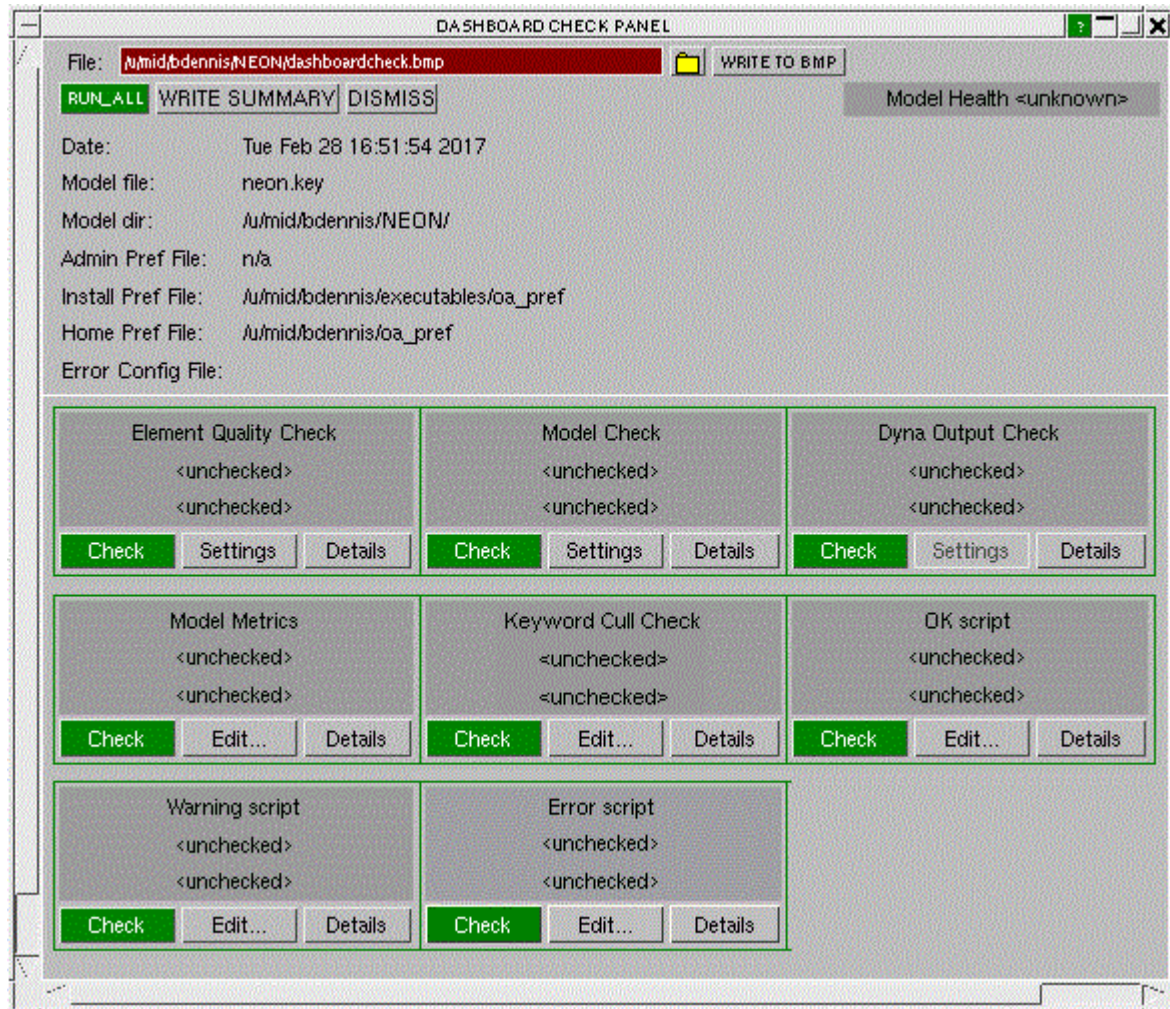 DASHBOARD CHECK PANEL ?
File: /u/mid/bdennis/NEON/dashboardcheck.bmp WRITE TO BMP
RUN_ALL WRITE SUMMARY DISMISS Model Health <unknown>
Date: Tue Feb 28 16:51:54 2017
Model file: neon.key
Model dir: /u/mid/bdennis/NEON/
Admin Pref File: n/a
Install Pref File: /u/mid/bdennis/executables/oa_pref
Home Pref File: /u/mid/bdennis/oa_pref
Error Config File:
Element Quality Check Model Check Dyna Output Check
<unchecked> <unchecked> <unchecked>
<unchecked> <unchecked> <unchecked>
Check Settings Details Check Settings Details Check Settings Details
Model Metrics Keyword Cull Check OK script
<unchecked> <unchecked> <unchecked>
<unchecked> <unchecked> <unchecked>
Check Edit... Details Check Edit... Details Check Edit... Details
Warning script Error script
<unchecked> <unchecked>
<unchecked> <unchecked>
Check Edit... Details Check Edit... Details